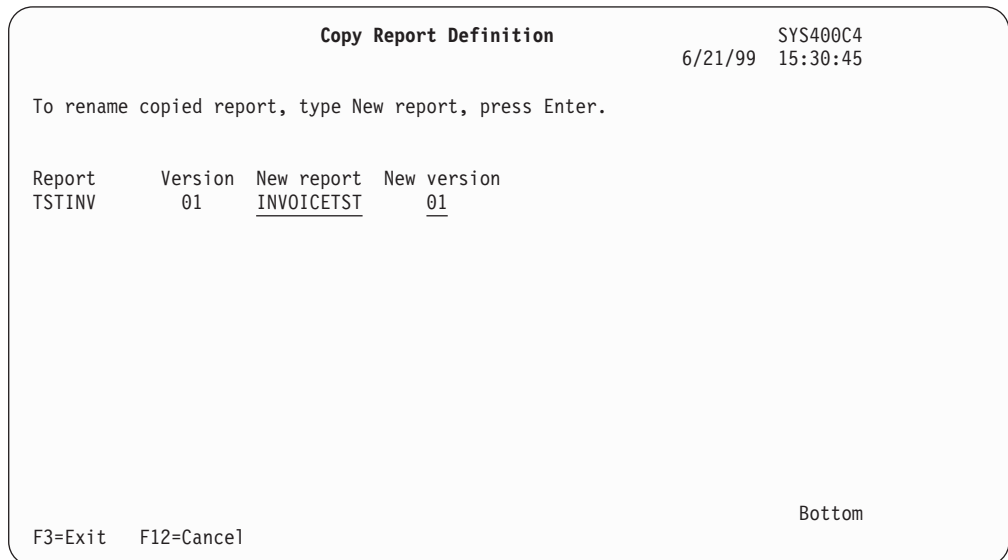 Copy Report Definition SYS400C4
6/21/99 15:30:45
To rename copied report, type New report, press Enter.
Report Version New report New version
TSTINV 01 INVOICETST 01
Bottom
F3=Exit F12=Cancel